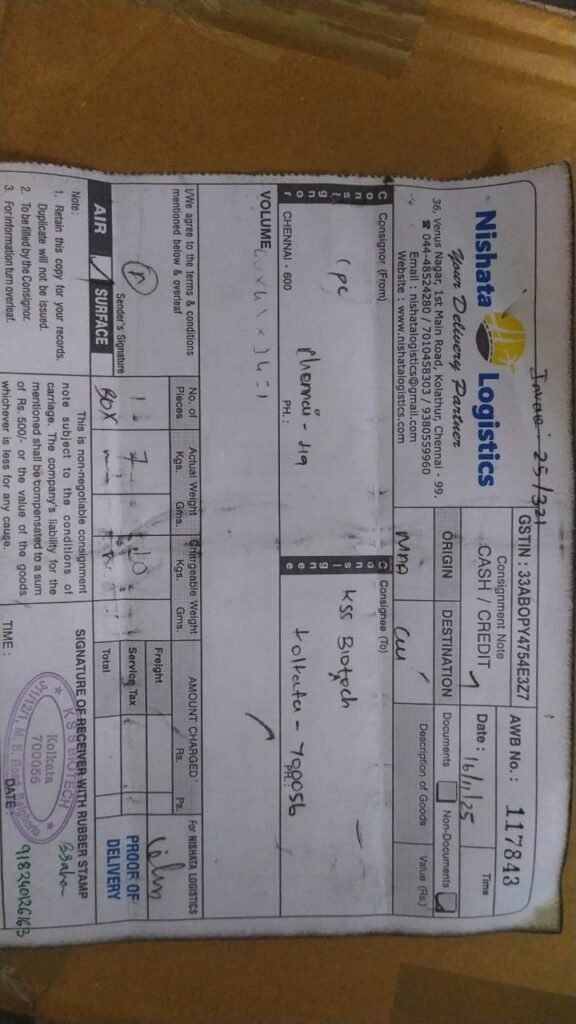 Invoice: 25/321
Nishata Logistics
Your Delivery Partner
36, Venus Nagar, 1st Main Road, Kolathur, Chennai - 99.
☎ 044-48524280 / 7010458303 / 9380559960
Email : nishatalogistics@gmail.com
Website : www.nishatalogistics.com
GSTIN : 33ABOPY4754E3Z7
Consignment Note
CASH / CREDIT
AWB No.: 117843
Date : 16/11/25
Time
ORIGIN
DESTINATION
MAA
CCU
Documents
Non-Documents
Description of Goods
Value (Rs.)
Consignor
Consignor (From)
CPC
Chennai - 119
CHENNAI - 600
PH.:
Consignee
Consignee (To)
KSS Biotech
Kolkata - 700056
PH.:
VOLUME
I/We agree to the terms & conditions
mentioned below & overleaf
Sender's Signature
AIR
SURFACE
No. of
Pieces
1
BOX
Actual Weight
Kgs.
Gms.
7
Chargeable Weight
Kgs.
Gms.
AMOUNT CHARGED
Rs.
Ps.
Freight
Service Tax
Total
For NISHATA LOGISTICS
PROOF OF
DELIVERY
Note :
1. Retain this copy for your records.
Duplicate will not be issued.
2. To be filled by the Consignor.
3. For information turn overleaf.
This is non-negotiable consignment
note subject to the conditions of
carriage. The company's liability for the
mentioned shall be compensated to a sum
of Rs. 500/- or the value of the goods
whichever is less for any cauge.
SIGNATURE OF RECEIVER WITH RUBBER STAMP
KSS BIOTECH
Kolkata
700056
918240126163
TIME :
DATE